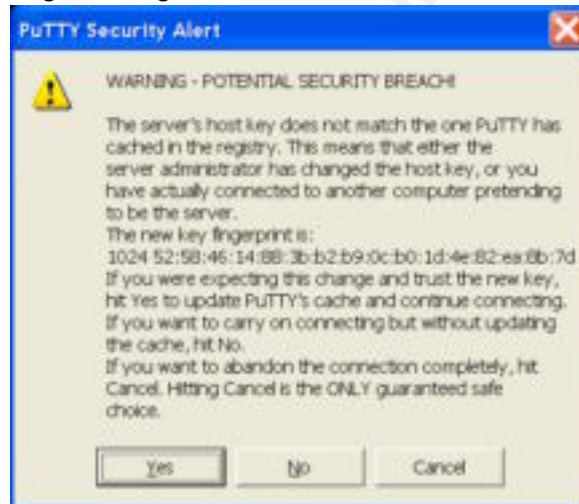 PuTTY Security Alert
WARNING - POTENTIAL SECURITY BREACH!
The server's host key does not match the one PuTTY has
cached in the registry. This means that either the
server administrator has changed the host key, or you
have actually connected to another computer pretending
to be the server.
The new key fingerprint is:
1024 52:58:46:14:88:3b:b2:b9:0c:b0:1d:4e:82:ea:8b:7d
If you were expecting this change and trust the new key,
hit Yes to update PuTTY's cache and continue connecting.
If you want to carry on connecting but without updating
the cache, hit No.
If you want to abandon the connection completely, hit
Cancel. Hitting Cancel is the ONLY guaranteed safe
choice.
Yes
No
Cancel